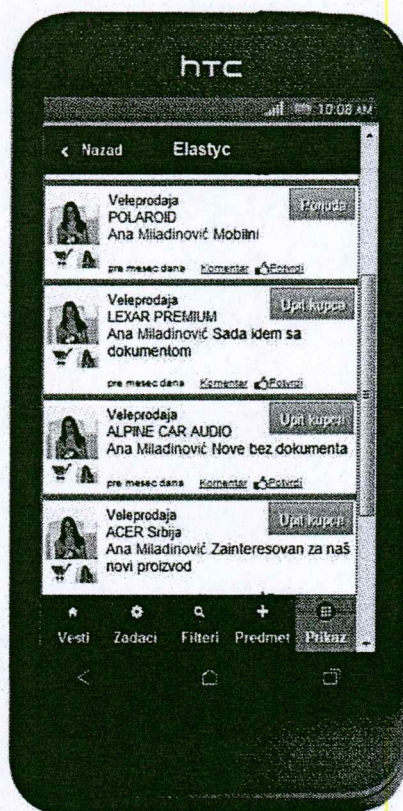 hTC
10:08 AM
Nazad Elastyc
Veleprodaja Ponuda
POLAROID
Ana Miladinović Mobilni
pre mesec dana Komentar Potvrdi
Veleprodaja Upit kupca
LEXAR PREMIUM
Ana Miladinović Sada idem sa
dokumentom
pre mesec dana Komentar Potvrdi
Veleprodaja Upit kupca
ALPINE CAR AUDIO
Ana Miladinović Nove bez dokumenta
pre mesec dana Komentar Potvrdi
Veleprodaja Upit kupca
ACER Srbija
Ana Miladinović Zainteresovan za naš
novi proizvod
Vesti Zadaci Filteri Predmet Prikaz